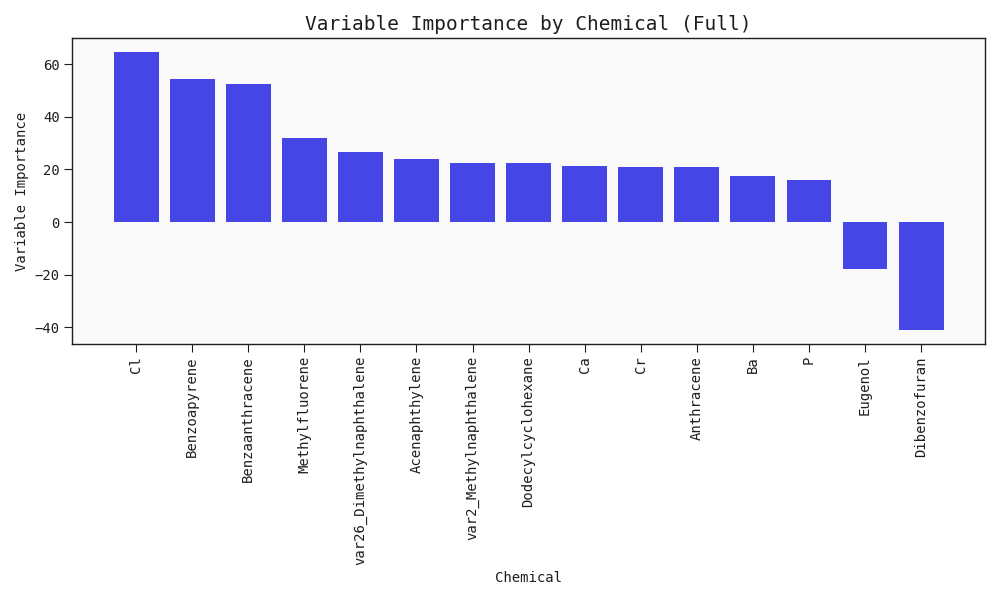 Variable Importance by Chemical (Full)
Variable Importance
60
40
20
0
−20
−40
Cl
Benzoapyrene
Benzaanthracene
Methylfluorene
var26_Dimethylnaphthalene
Acenaphthylene
var2_Methylnaphthalene
Dodecylcyclohexane
Ca
Cr
Anthracene
Ba
P
Eugenol
Dibenzofuran
Chemical